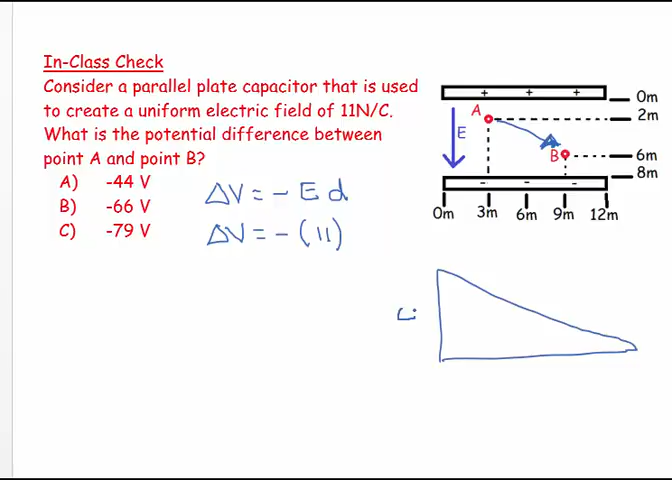 In-Class Check
Consider a parallel plate capacitor that is used
to create a uniform electric field of 11N/C.
What is the potential difference between
point A and point B?
A) -44 V
B) -66 V
C) -79 V
ΔV = - E d
ΔV = - (11)
+ + +
0m
A
2m
E
B
6m
8m
- - -
0m 3m 6m 9m 12m